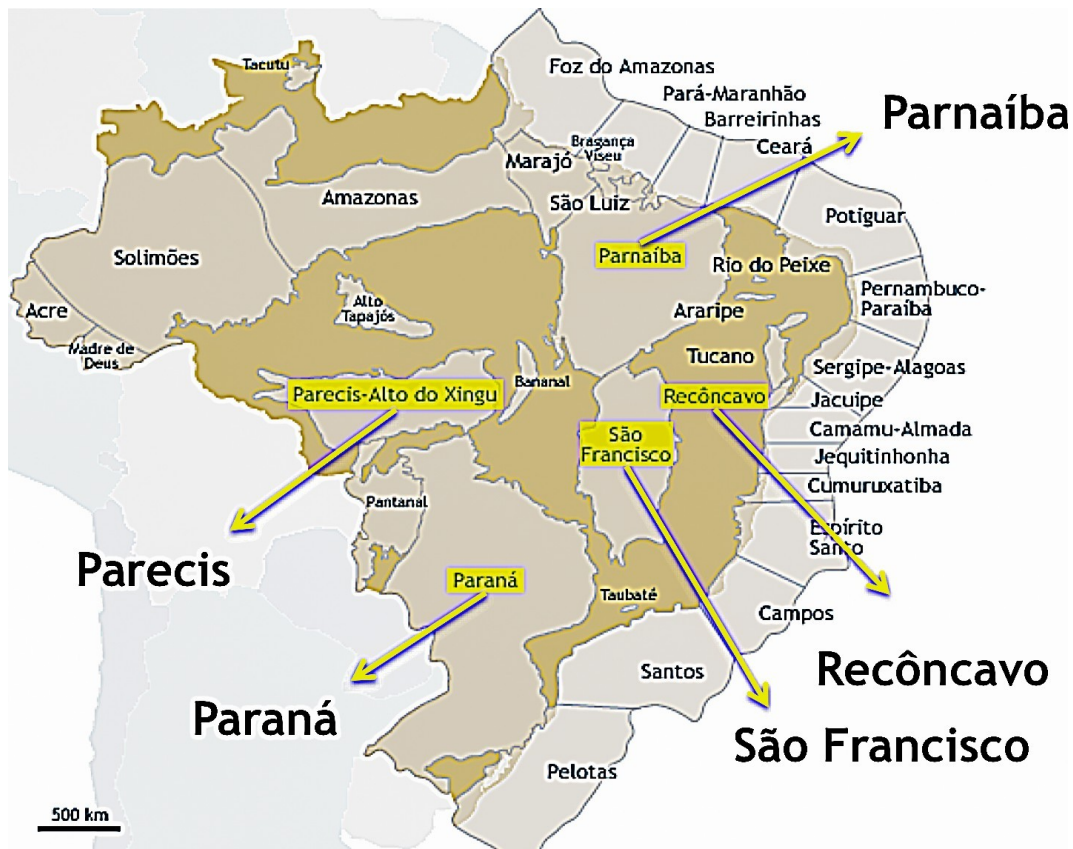 Tacutu
Foz do Amazonas
Pará-Maranhão
Barreirinhas
Ceará
Parnaíba
Bragança
Viseu
Marajó
São Luiz
Amazonas
Potiguar
Solimões
Parnaíba
Rio do Peixe
Acre
Alto
Tapajós
Araripe
Pernambuco-
Paraíba
Madre de
Deus
Tucano
Sergipe-Alagoas
Bananal
Parecis-Alto do Xingu
Recôncavo
Jacuipe
São
Francisco
Camamu-Almada
Jequitinhonha
Cumuruxatiba
Pantanal
Espírito
Santo
Parecis
Paraná
Taubaté
Campos
Santos
Recôncavo
Paraná
São Francisco
Pelotas
500 km